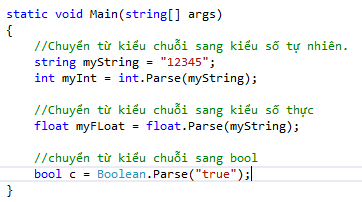 static void Main(string[] args)
{
//Chuyển từ kiểu chuỗi sang kiểu số tự nhiên.
string myString = "12345";
int myInt = int.Parse(myString);
//Chuyển từ kiểu chuỗi sang kiểu số thực
float myFLoat = float.Parse(myString);
//chuyển từ kiểu chuỗi sang bool
bool c = Boolean.Parse("true");
}